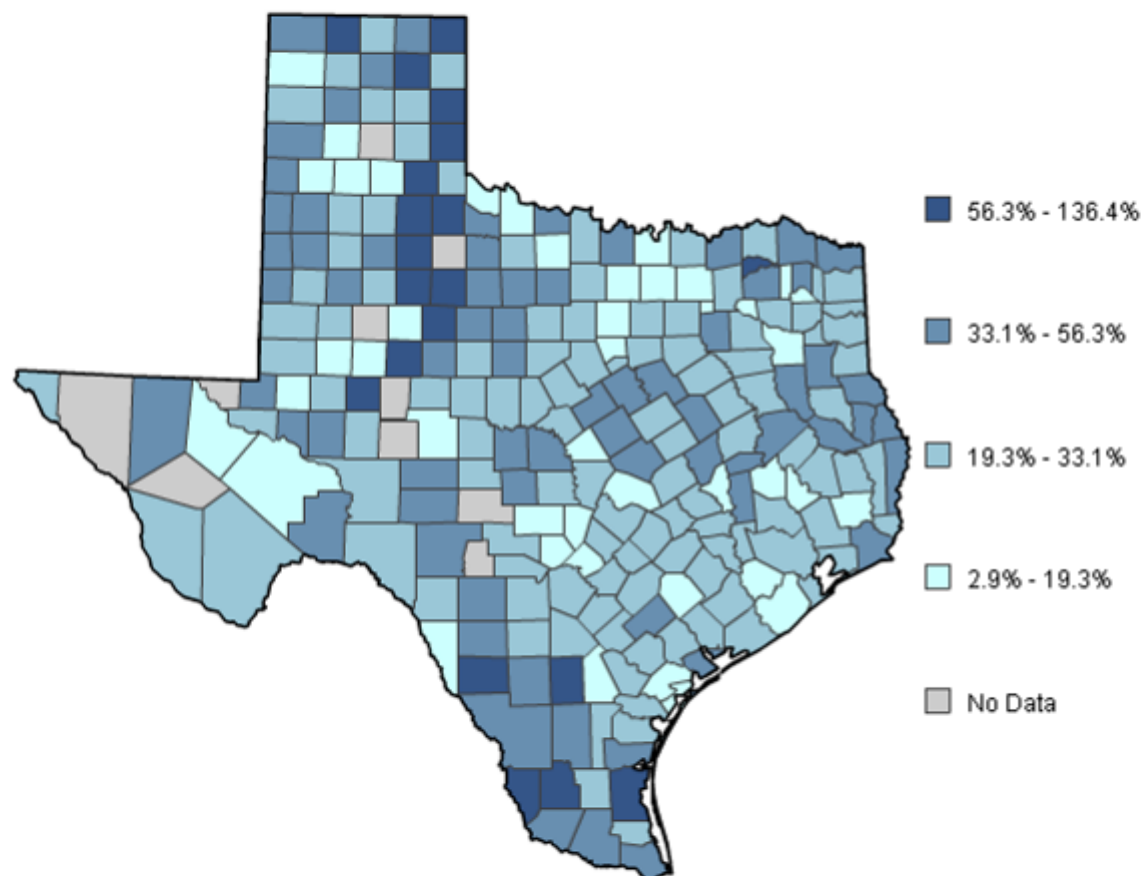 56.3% - 136.4%
33.1% - 56.3%
19.3% - 33.1%
2.9% - 19.3%
No Data